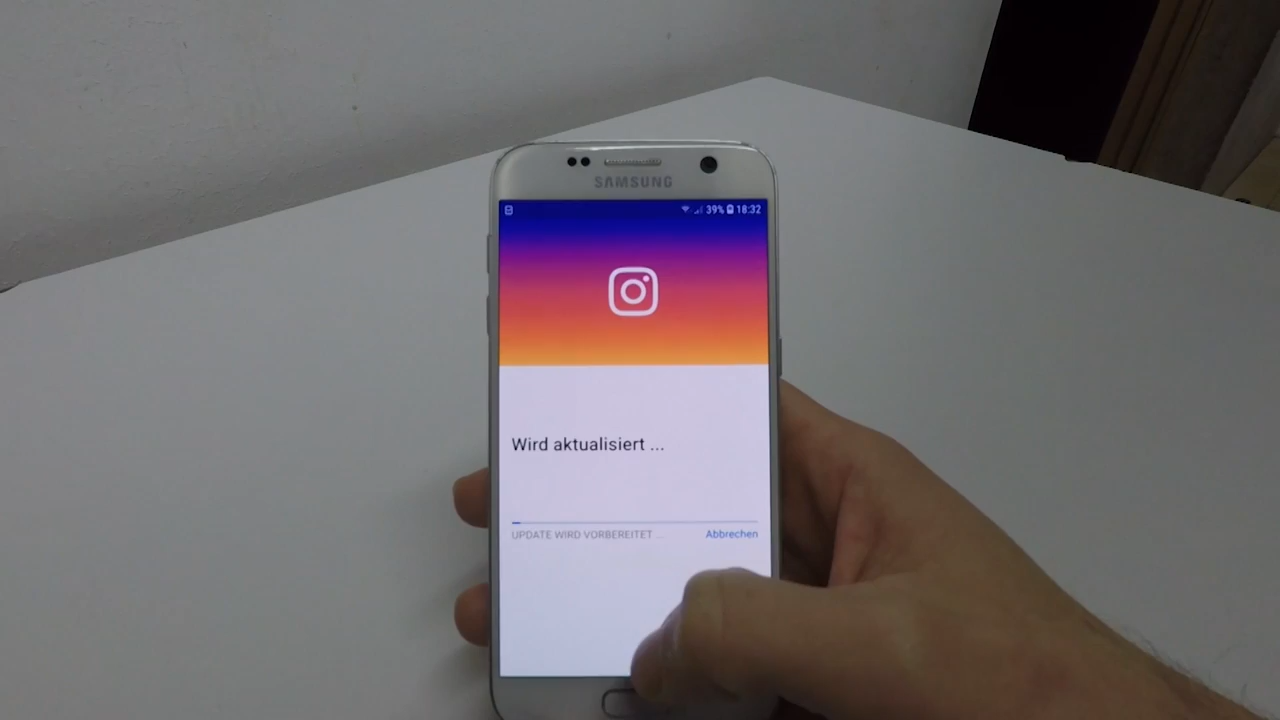 SAMSUNG
39% 18:32
Wird aktualisiert ...
UPDATE WIRD VORBEREITET ...
Abbrechen